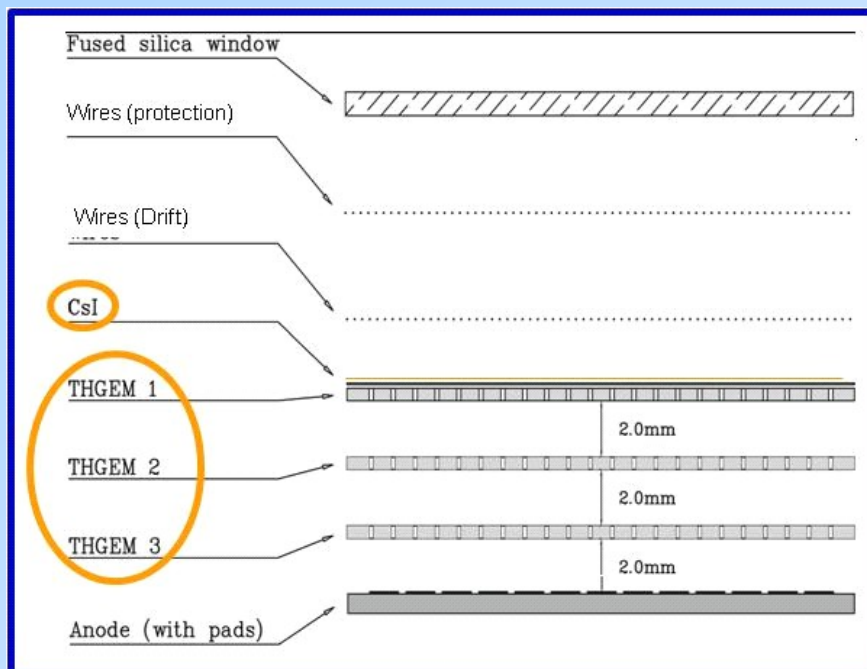 Fused silica window
Wires (protection)
Wires (Drift)
CsI
THGEM 1
2.0mm
THGEM 2
2.0mm
THGEM 3
2.0mm
Anode (with pads)